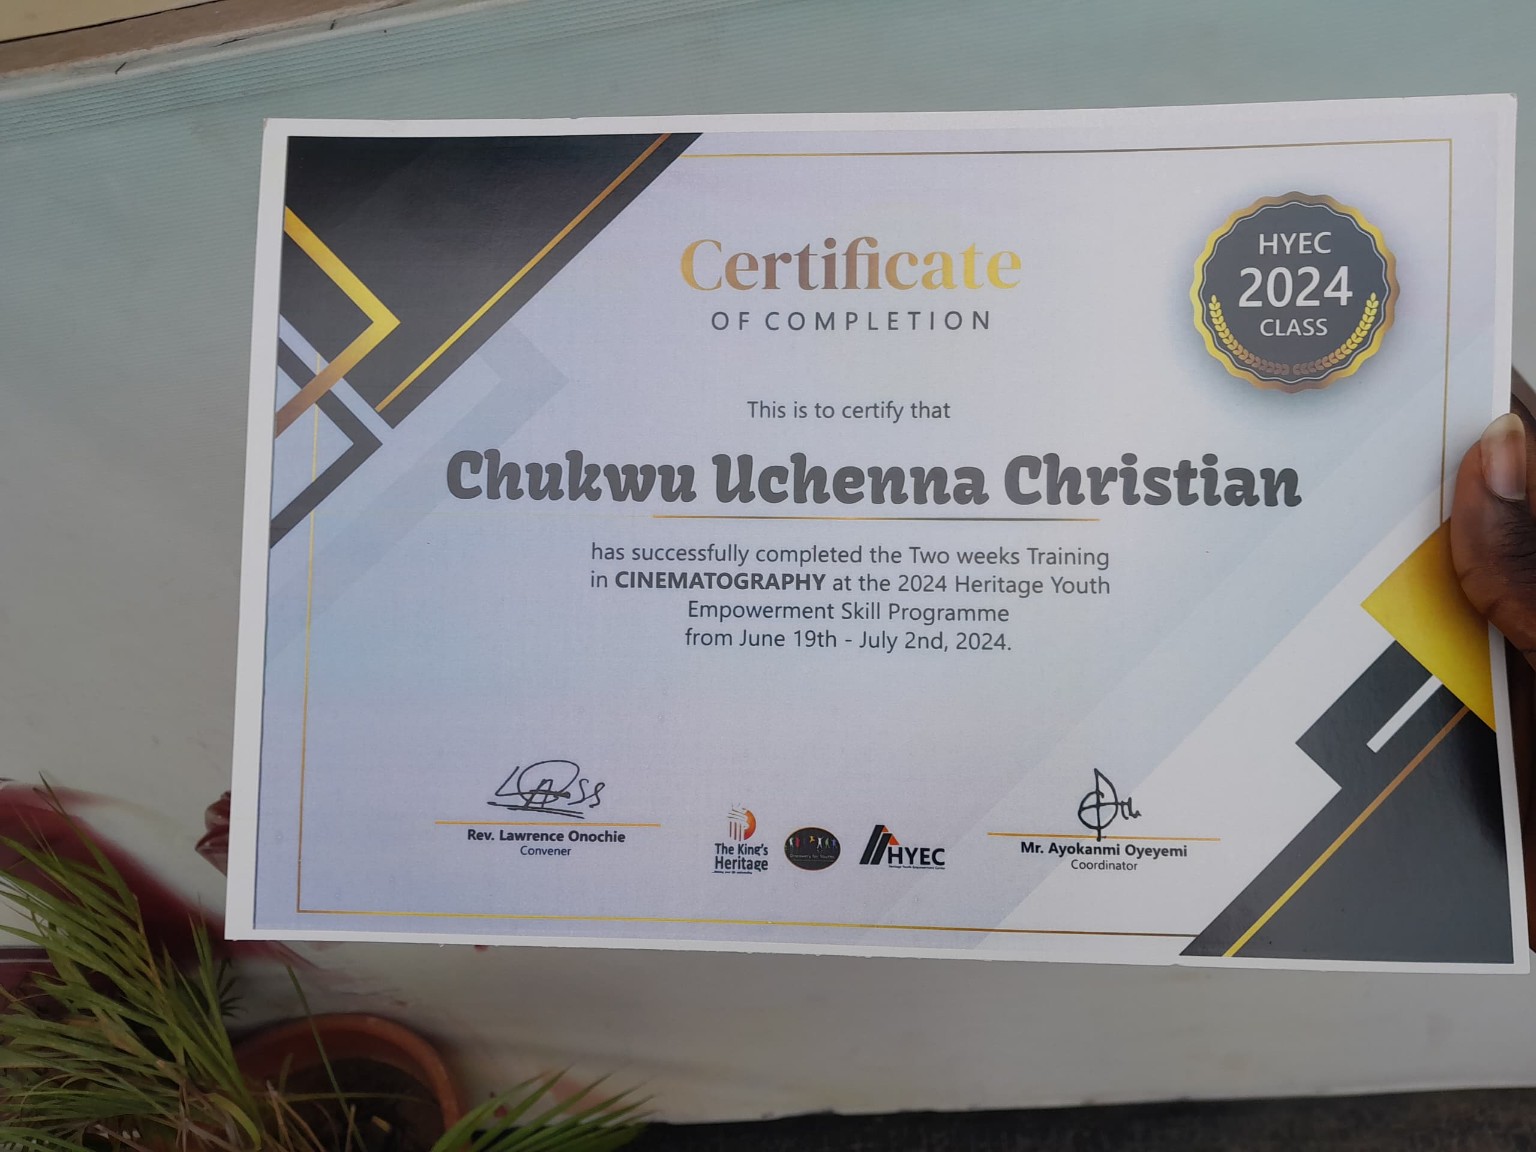 Certificate
OF COMPLETION
HYEC
2024
CLASS
This is to certify that
Chukwu Uchenna Christian
has successfully completed the Two weeks Training
in CINEMATOGRAPHY at the 2024 Heritage Youth
Empowerment Skill Programme
from June 19th - July 2nd, 2024.
Rev. Lawrence Onochie
Convener
The King's
Heritage
HYEC
Mr. Ayokanmi Oyeyemi
Coordinator